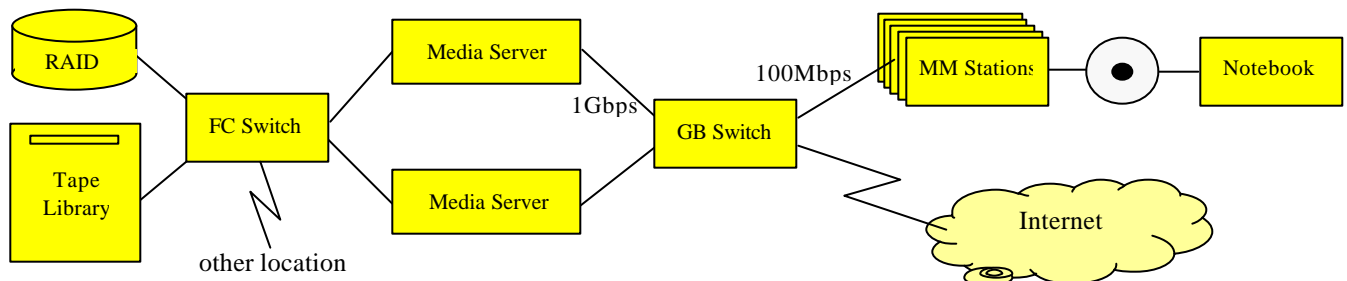 RAID
Tape
Library
FC Switch
other location
Media Server
Media Server
1Gbps
GB Switch
100Mbps
MM Stations
Notebook
Internet